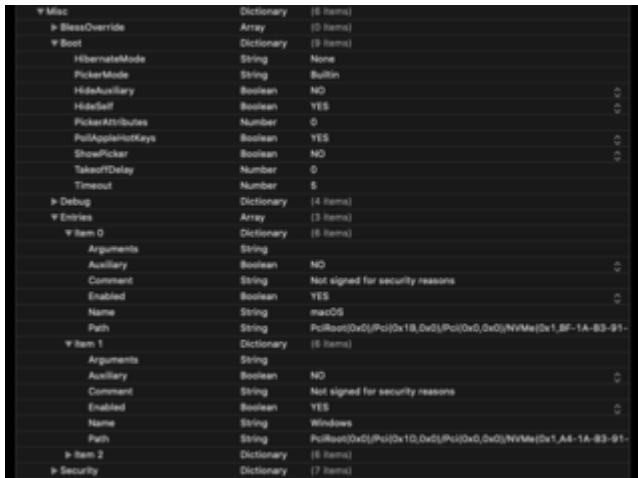 Misc Dictionary (6 items)
BlessOverride Array (0 items)
Boot Dictionary (9 items)
HibernateMode String None
PickerMode String Builtin
HideAuxiliary Boolean NO
HideSelf Boolean YES
PickerAttributes Number 0
PollAppleHotKeys Boolean YES
ShowPicker Boolean NO
TakeoffDelay Number 0
Timeout Number 5
Debug Dictionary (4 items)
Entries Array (3 items)
Item 0 Dictionary (6 items)
Arguments String
Auxiliary Boolean NO
Comment String Not signed for security reasons
Enabled Boolean YES
Name String macOS
Path String PciRoot(0x0)/Pci(0x1B,0x0)/Pci(0x0,0x0)/NVMe(0x1,BF-1A-B3-91-
Item 1 Dictionary (6 items)
Arguments String
Auxiliary Boolean NO
Comment String Not signed for security reasons
Enabled Boolean YES
Name String Windows
Path String PciRoot(0x0)/Pci(0x1D,0x0)/Pci(0x0,0x0)/NVMe(0x1,A4-1A-B3-91-
Item 2 Dictionary (6 items)
Security Dictionary (7 items)